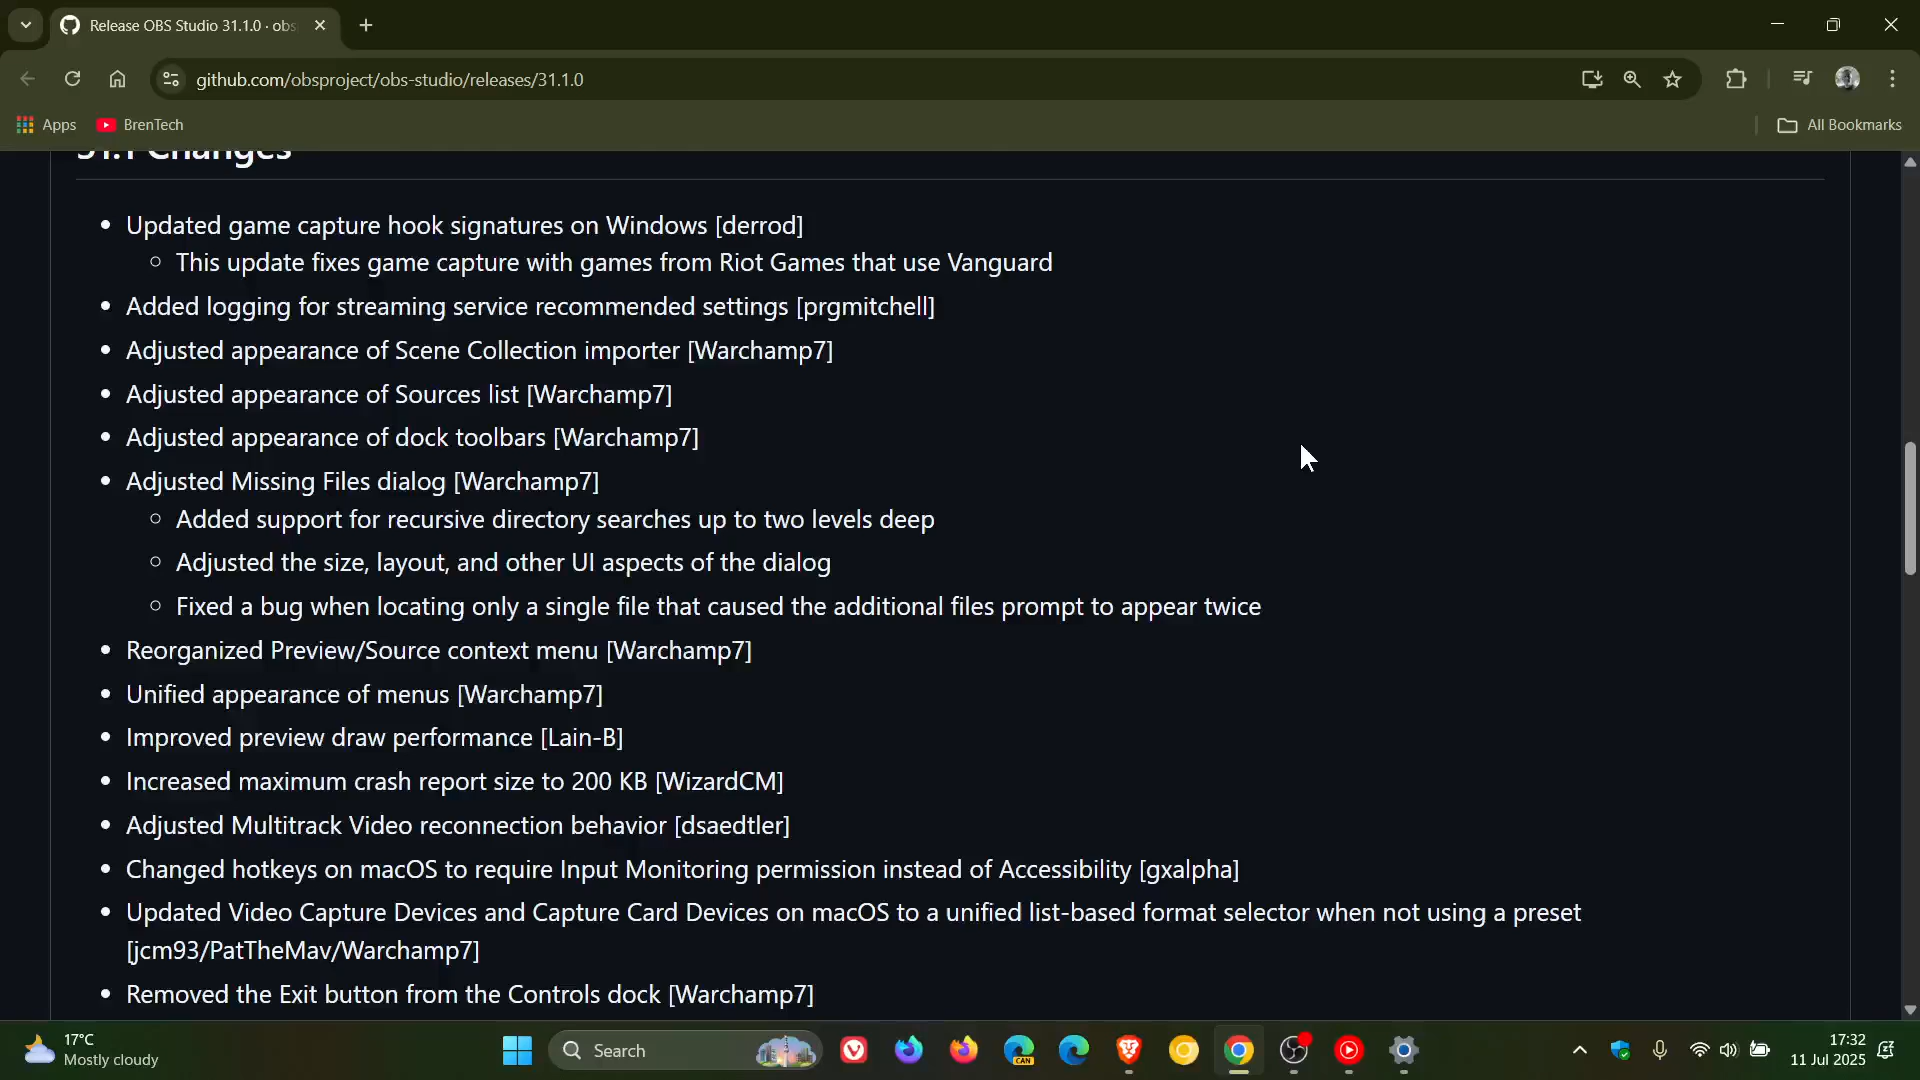 Release OBS Studio 31.1.0 · obs
github.com/obsproject/obs-studio/releases/31.1.0
Apps
BrenTech
All Bookmarks
31.1 Changes
Updated game capture hook signatures on Windows [derrod]
This update fixes game capture with games from Riot Games that use Vanguard
Added logging for streaming service recommended settings [prgmitchell]
Adjusted appearance of Scene Collection importer [Warchamp7]
Adjusted appearance of Sources list [Warchamp7]
Adjusted appearance of dock toolbars [Warchamp7]
Adjusted Missing Files dialog [Warchamp7]
Added support for recursive directory searches up to two levels deep
Adjusted the size, layout, and other UI aspects of the dialog
Fixed a bug when locating only a single file that caused the additional files prompt to appear twice
Reorganized Preview/Source context menu [Warchamp7]
Unified appearance of menus [Warchamp7]
Improved preview draw performance [Lain-B]
Increased maximum crash report size to 200 KB [WizardCM]
Adjusted Multitrack Video reconnection behavior [dsaedtler]
Changed hotkeys on macOS to require Input Monitoring permission instead of Accessibility [gxalpha]
Updated Video Capture Devices and Capture Card Devices on macOS to a unified list-based format selector when not using a preset
[jcm93/PatTheMav/Warchamp7]
Removed the Exit button from the Controls dock [Warchamp7]
17°C
Mostly cloudy
Search
CAN
17:32
11 Jul 2025